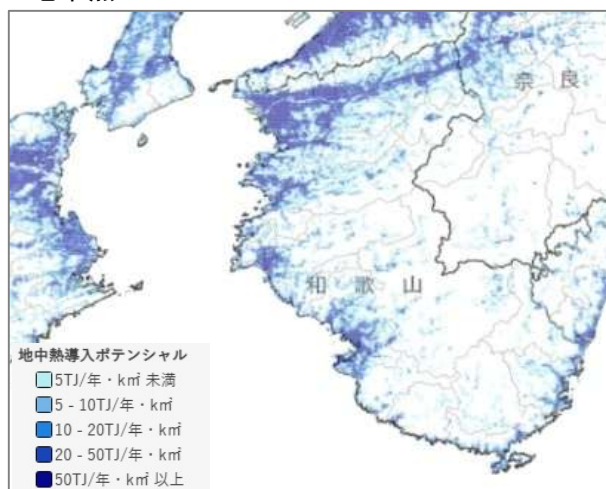 奈良
和歌山
地中熱導入ポテンシャル
5TJ/年・k㎡ 未満
5 - 10TJ/年・k㎡
10 - 20TJ/年・k㎡
20 - 50TJ/年・k㎡
50TJ/年・k㎡ 以上